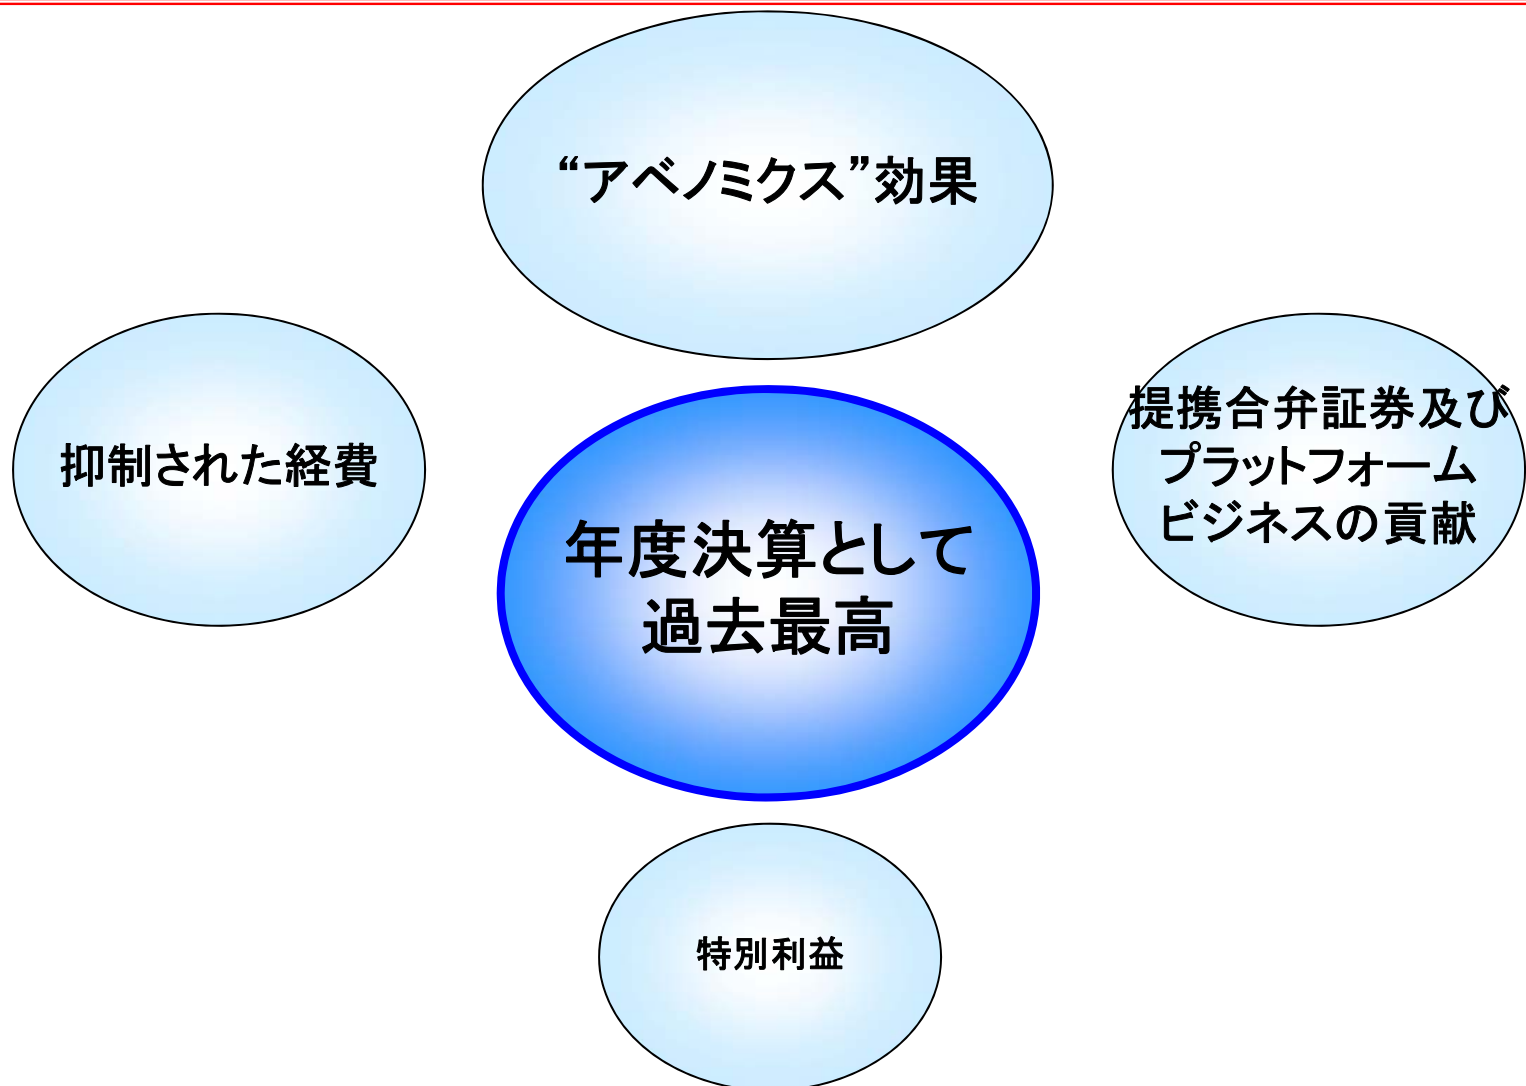 “アベノミクス”効果
抑制された経費
提携合弁証券及び
プラットフォーム
ビジネスの貢献
年度決算として
過去最高
特別利益